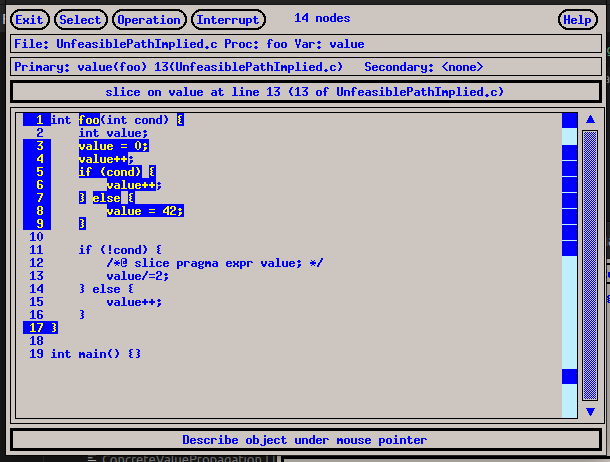 Exit Select Operation Interrupt 14 nodes Help
File: UnfeasiblePathImplied.c Proc: foo Var: value
Primary: value(foo) 13(UnfeasiblePathImplied.c) Secondary: <none>
slice on value at line 13 (13 of UnfeasiblePathImplied.c)
1 int foo(int cond) {
2 int value;
3 value = 0;
4 value++;
5 if (cond) {
6 value++;
7 } else {
8 value = 42;
9 }
10
11 if (!cond) {
12 /*@ slice pragma expr value; */
13 value/=2;
14 } else {
15 value++;
16 }
17 }
18
19 int main() {}
Describe object under mouse pointer
ConcreteValuePropagation